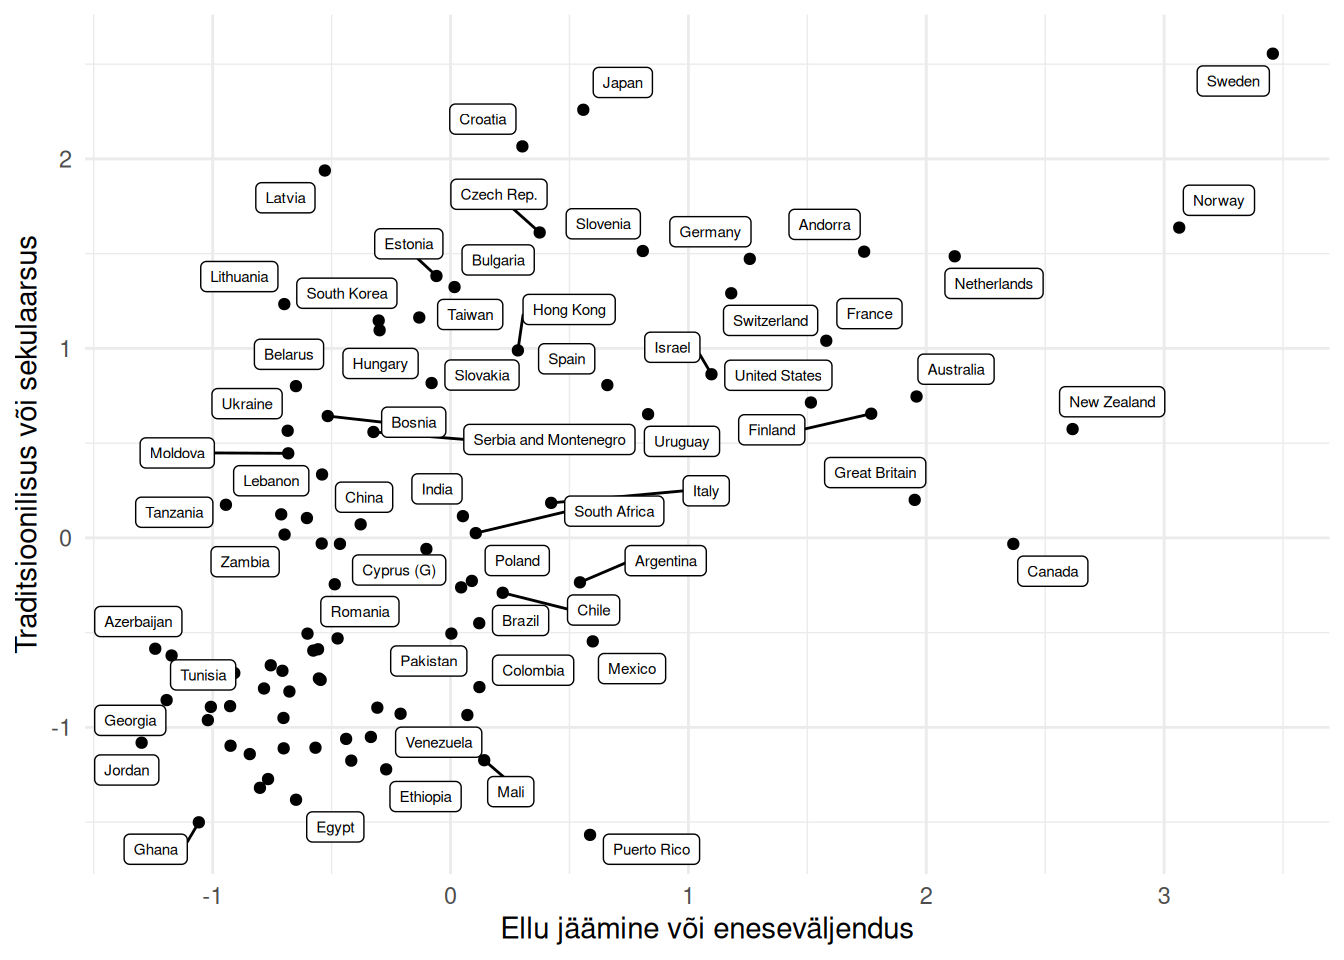 Japan
Sweden
Croatia
Czech Rep.
Latvia
Norway
Slovenia
Andorra
Germany
Estonia
Bulgaria
Lithuania
Netherlands
South Korea
Hong Kong
Taiwan
France
Switzerland
Israel
Belarus
Spain
Hungary
Slovakia
United States
Australia
Ukraine
New Zealand
Bosnia
Finland
Serbia and Montenegro
Uruguay
Moldova
Great Britain
Lebanon
India
Italy
China
Tanzania
South Africa
Zambia
Poland
Argentina
Cyprus (G)
Canada
Romania
Chile
Azerbaijan
Brazil
Pakistan
Mexico
Colombia
Tunisia
Georgia
Venezuela
Jordan
Mali
Ethiopia
Egypt
Ghana
Puerto Rico
2
1
0
-1
-1
0
1
2
3
Ellu jäämine või eneseväljendus
Traditsioonilisus või sekulaarsus